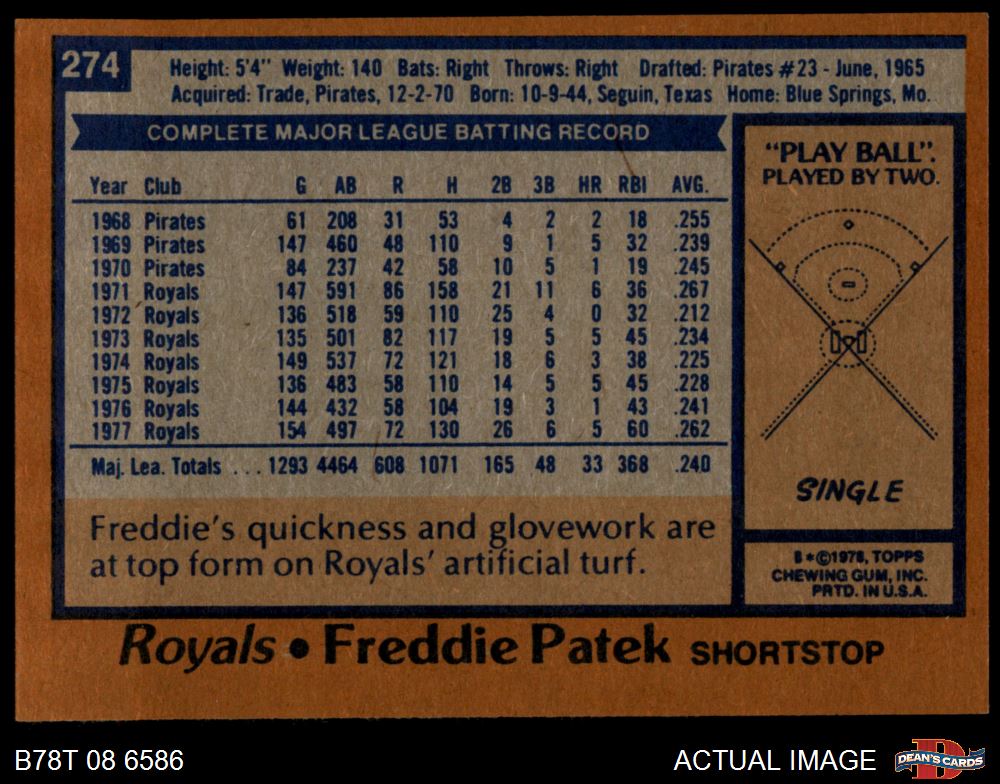 274
Height: 5'4" Weight: 140 Bats: Right Throws: Right Drafted: Pirates #23 - June, 1965
Acquired: Trade, Pirates, 12-2-70 Born: 10-9-44, Seguin, Texas Home: Blue Springs, Mo.
COMPLETE MAJOR LEAGUE BATTING RECORD
Year Club G AB R H 2B 3B HR RBI AVG.
1968 Pirates 61 208 31 53 4 2 2 18 .255
1969 Pirates 147 460 48 110 9 1 5 32 .239
1970 Pirates 84 237 42 58 10 5 1 19 .245
1971 Royals 147 591 86 158 21 11 6 36 .267
1972 Royals 136 518 59 110 25 4 0 32 .212
1973 Royals 135 501 82 117 19 5 5 45 .234
1974 Royals 149 537 72 121 18 6 3 38 .225
1975 Royals 136 483 58 110 14 5 5 45 .228
1976 Royals 144 432 58 104 19 3 1 43 .241
1977 Royals 154 497 72 130 26 6 5 60 .262
Maj. Lea. Totals ... 1293 4464 608 1071 165 48 33 368 .240
Freddie's quickness and glovework are
at top form on Royals' artificial turf.
"PLAY BALL".
PLAYED BY TWO.
SINGLE
B*©1978, TOPPS
CHEWING GUM, INC.
PRTD. IN U.S.A.
Royals • Freddie Patek SHORTSTOP
B78T 08 6586
ACTUAL IMAGE
DEAN'S CARDS